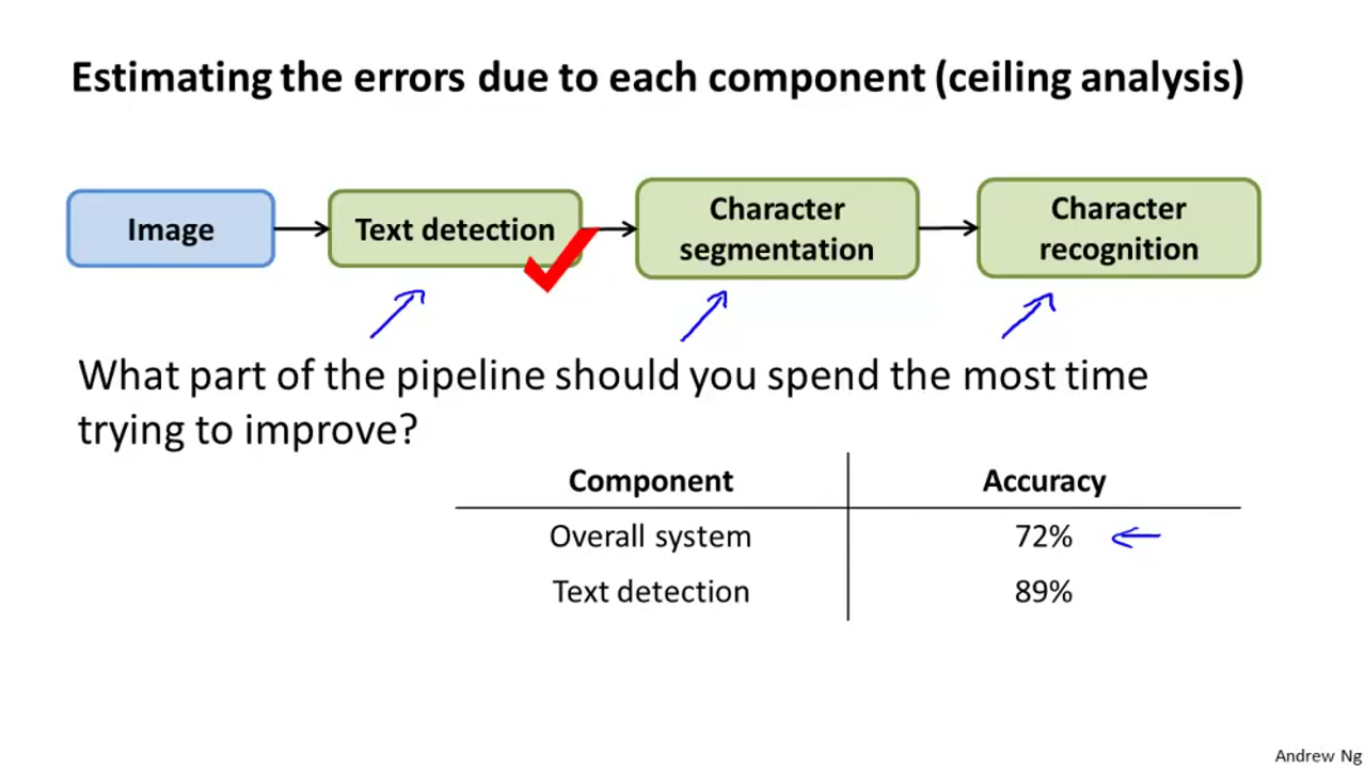 Estimating the errors due to each component (ceiling analysis)
Image
Text detection
Character
segmentation
Character
recognition
What part of the pipeline should you spend the most time
trying to improve?
Component Accuracy
Overall system 72%
Text detection 89%
Andrew Ng